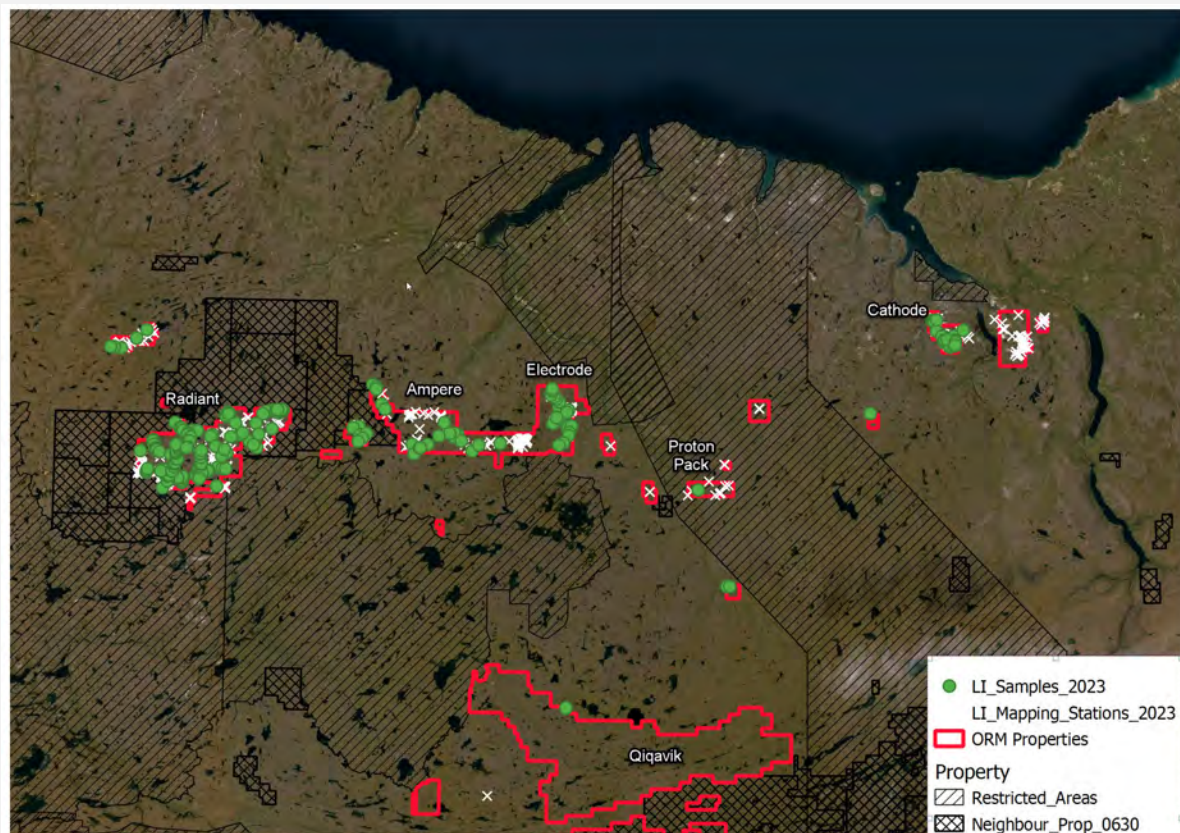 Cathode
Electrode
Ampere
Radiant
Proton
Pack
Qiqavik
LI_Samples_2023
LI_Mapping_Stations_2023
ORM Properties
Property
Restricted_Areas
Neighbour_Prop_0630